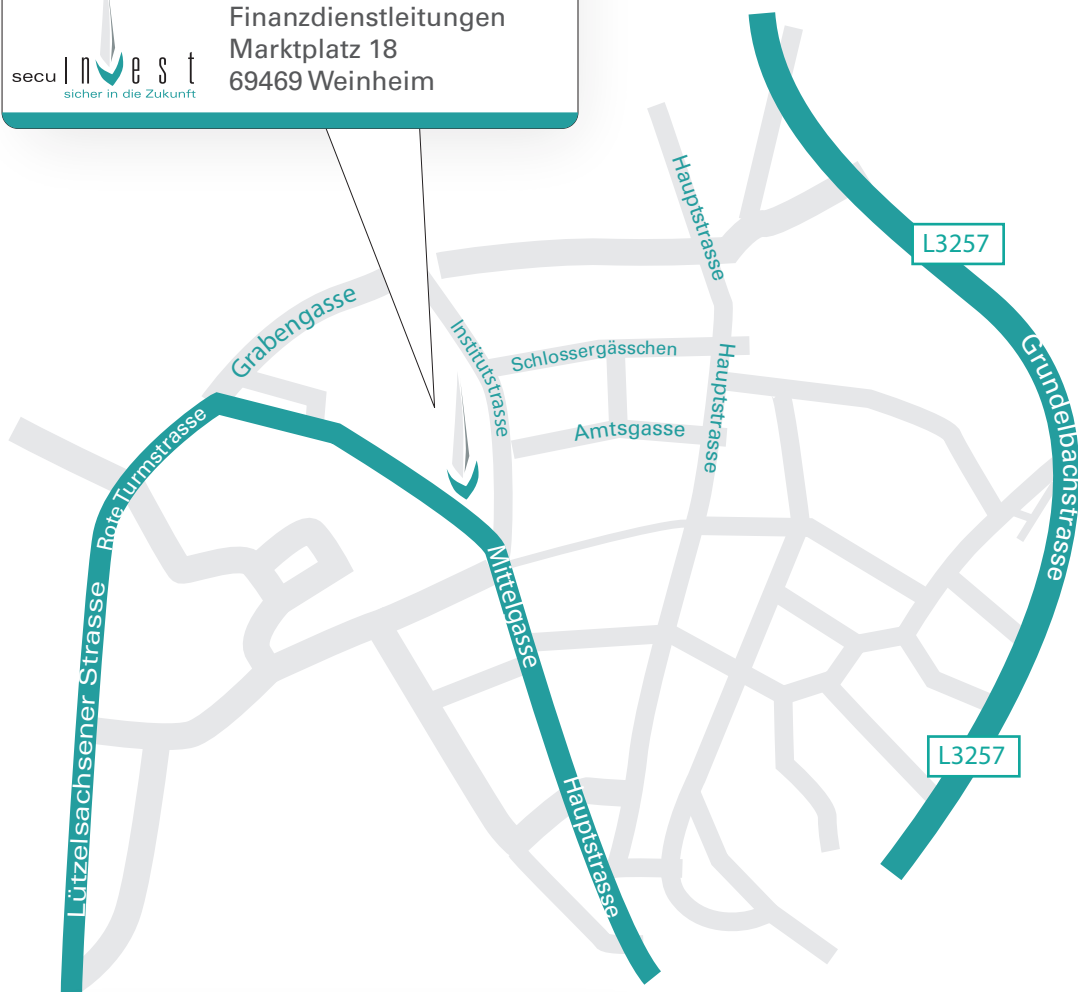 Finanzdienstleitungen
Marktplatz 18
69469 Weinheim
secu Invest
sicher in die Zukunft
Hauptstrasse
L3257
Grabengasse
Institutstrasse
Schlossergässchen
Hauptstrasse
Grundelbachstrasse
Amtsgasse
Rote Turmstrasse
Mittelgasse
Lützelsachsener Strasse
L3257
Hauptstrasse